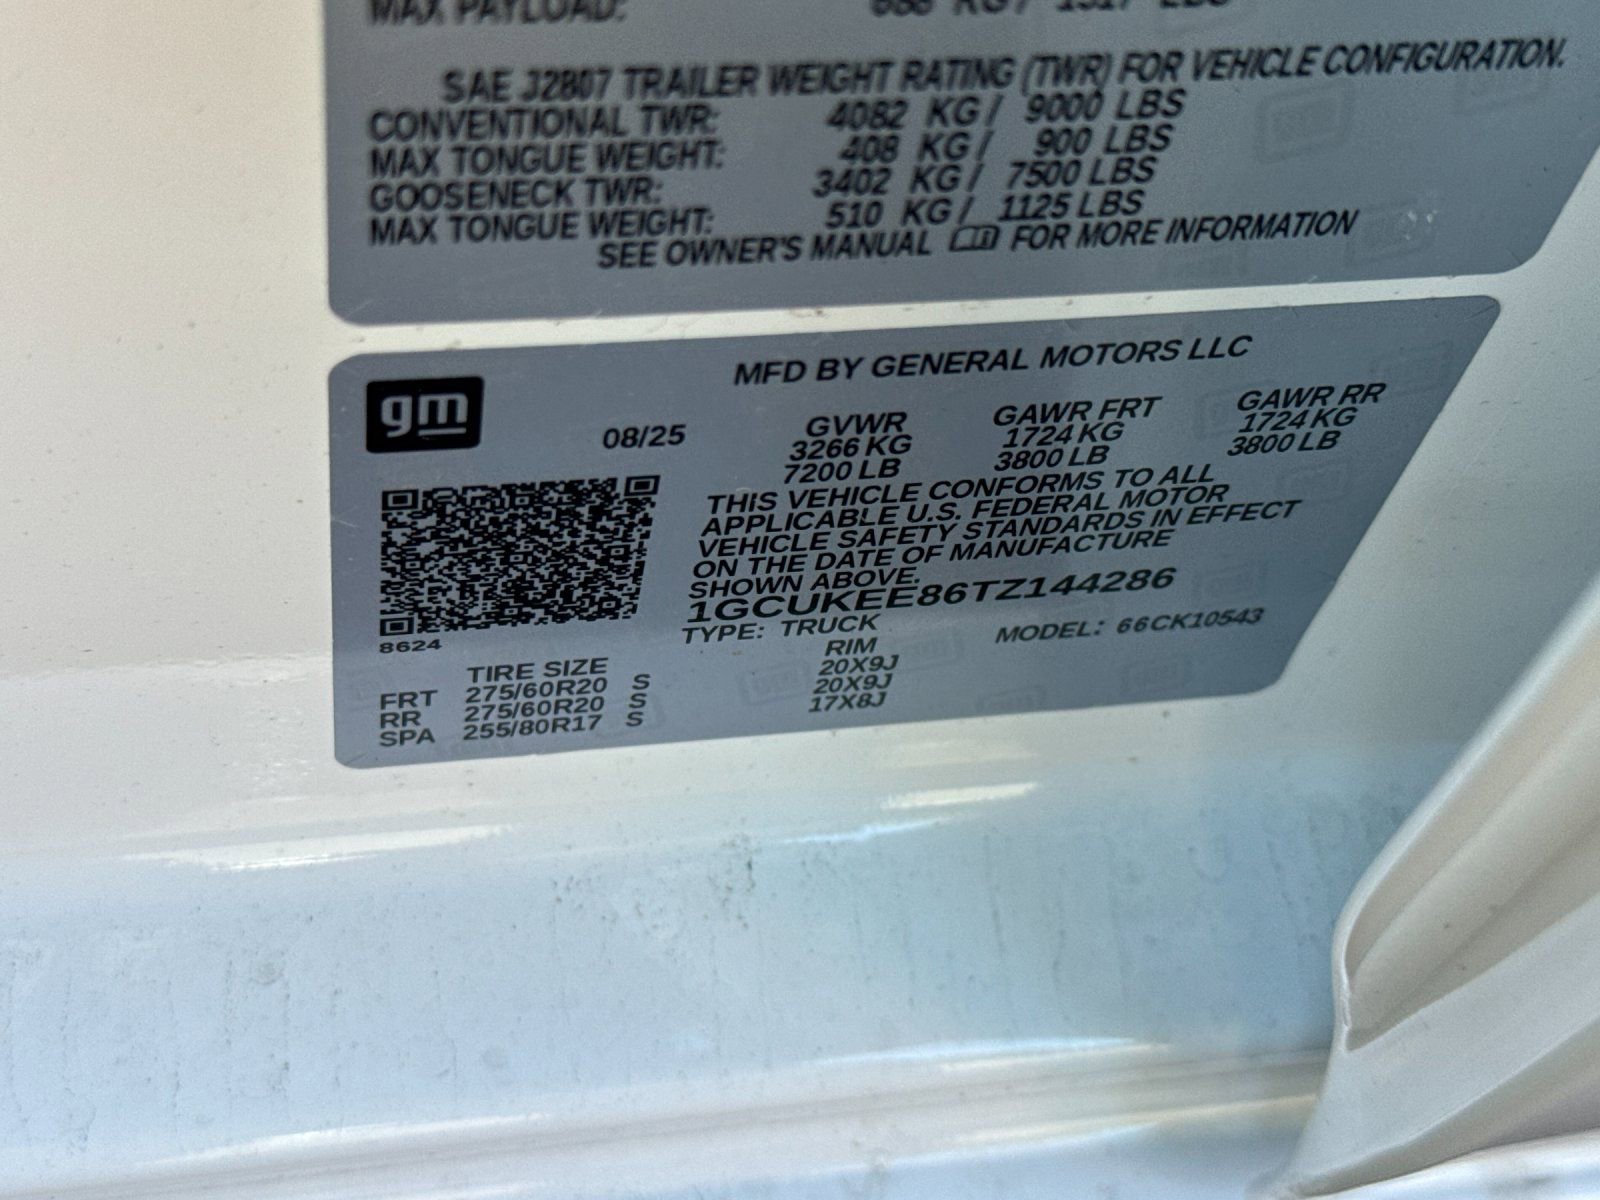 MAX PAYLOAD: KG / LBS
SAE J2807 TRAILER WEIGHT RATING (TWR) FOR VEHICLE CONFIGURATION.
CONVENTIONAL TWR: 4082 KG / 9000 LBS
MAX TONGUE WEIGHT: 408 KG / 900 LBS
GOOSENECK TWR: 3402 KG / 7500 LBS
MAX TONGUE WEIGHT: 510 KG / 1125 LBS
SEE OWNER'S MANUAL FOR MORE INFORMATION
MFD BY GENERAL MOTORS LLC
gm
08/25
GVWR GAWR FRT GAWR RR
3266 KG 1724 KG 1724 KG
7200 LB 3800 LB 3800 LB
THIS VEHICLE CONFORMS TO ALL
APPLICABLE U.S. FEDERAL MOTOR
VEHICLE SAFETY STANDARDS IN EFFECT
ON THE DATE OF MANUFACTURE
SHOWN ABOVE.
1GCUKEE86TZ144286
TYPE: TRUCK MODEL: 66CK10543
8624
TIRE SIZE RIM
FRT 275/60R20 S 20X9J
RR 275/60R20 S 20X9J
SPA 255/80R17 S 17X8J